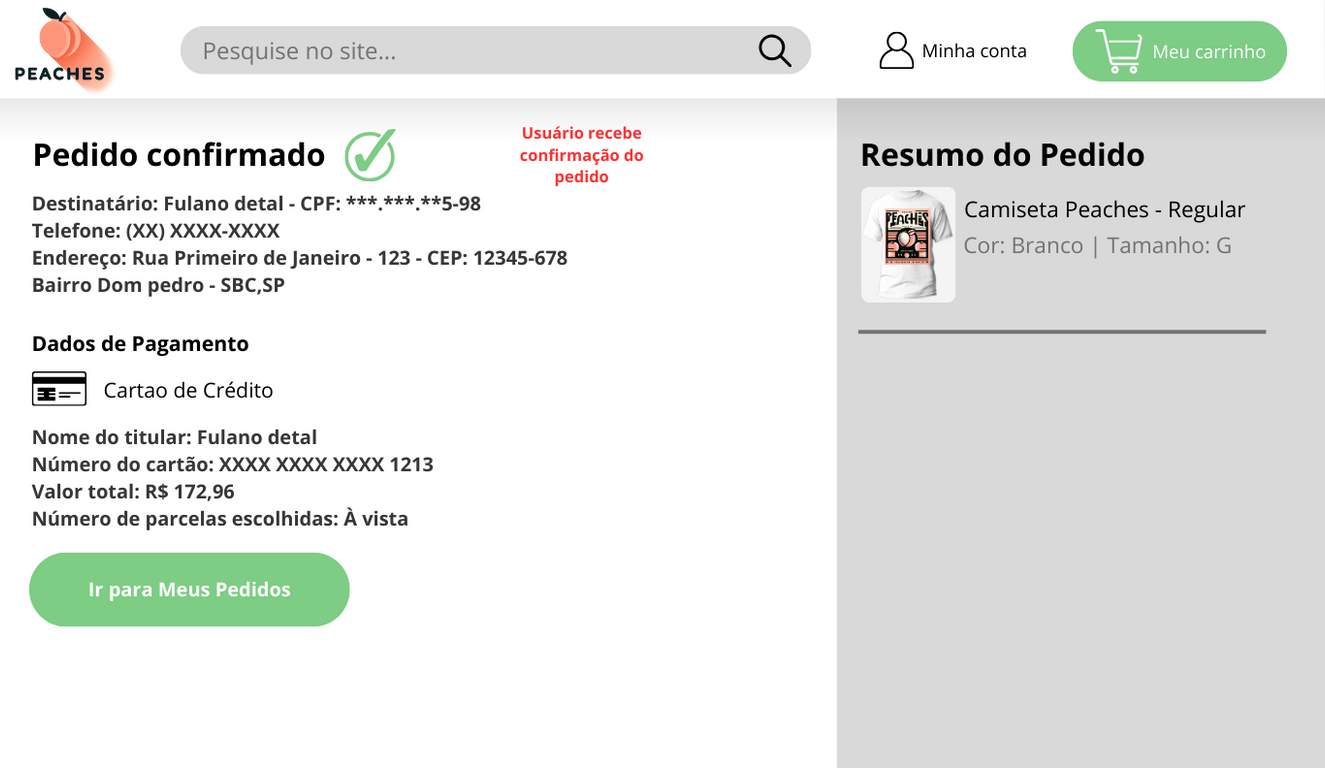 PEACHES
Pesquise no site...
Minha conta
Meu carrinho
Pedido confirmado
Usuário recebe
confirmação do
pedido
Destinatário: Fulano detal - CPF: ***.***.**5-98
Telefone: (XX) XXXX-XXXX
Endereço: Rua Primeiro de Janeiro - 123 - CEP: 12345-678
Bairro Dom pedro - SBC,SP
Dados de Pagamento
Cartao de Crédito
Nome do titular: Fulano detal
Número do cartão: XXXX XXXX XXXX 1213
Valor total: R$ 172,96
Número de parcelas escolhidas: À vista
Ir para Meus Pedidos
Resumo do Pedido
PEACHES
Camiseta Peaches - Regular
Cor: Branco | Tamanho: G